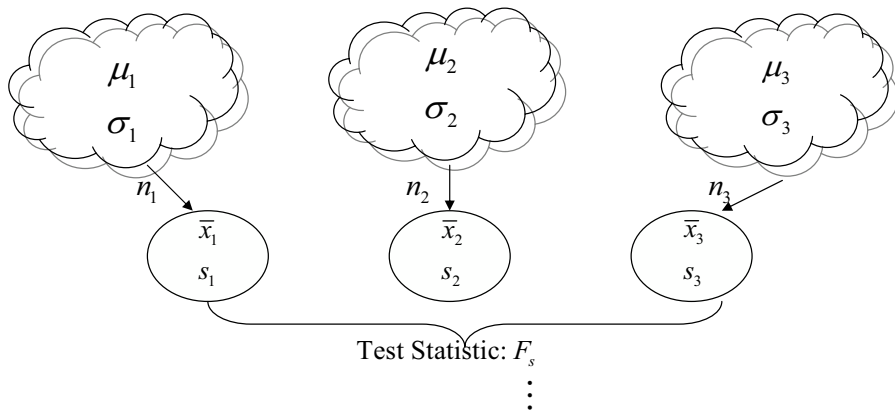 μ₁ μ₂ μ₃
σ₁ σ₂ σ₃
n₁ n₂ n₃
x̄₁ x̄₂ x̄₃
s₁ s₂ s₃
Test Statistic: Fₛ
⋮